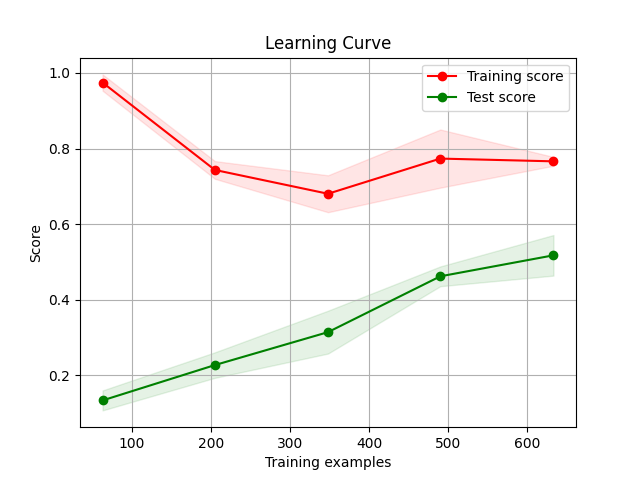 Learning Curve
Training score
Test score
1.0
0.8
0.6
0.4
0.2
Score
100 200 300 400 500 600
Training examples